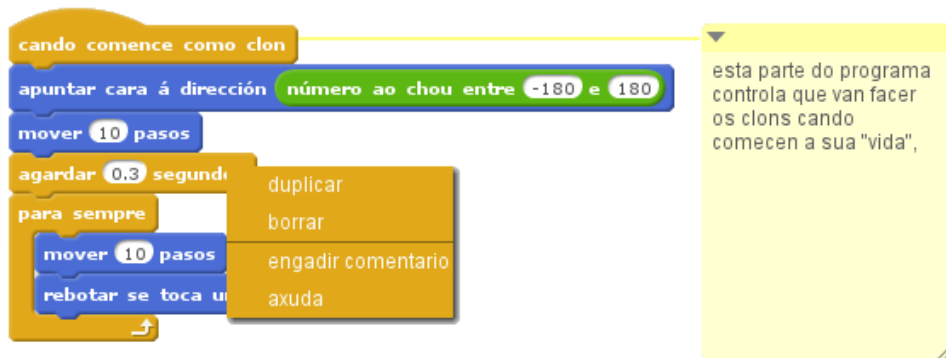 cando comence como clon
apuntar cara á dirección número ao chou entre -180 e 180
mover 10 pasos
agardar 0.3
para sempre
mover 10 pasos
rebotar se toca
duplicar
borrar
engadir comentario
axuda
esta parte do programa
controla que van facer
os clons cando
comecen a sua "vida",